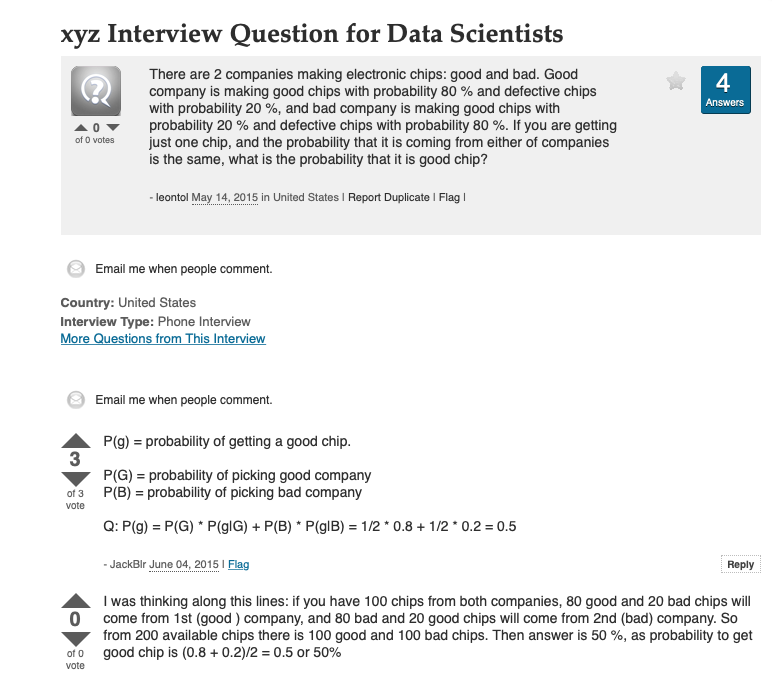 xyz Interview Question for Data Scientists
There are 2 companies making electronic chips: good and bad. Good
company is making good chips with probability 80 % and defective chips
with probability 20 %, and bad company is making good chips with
probability 20 % and defective chips with probability 80 %. If you are getting
just one chip, and the probability that it is coming from either of companies
is the same, what is the probability that it is good chip?
4
Answers
0
of 0 votes
- leontol May 14, 2015 in United States | Report Duplicate | Flag |
Email me when people comment.
Country: United States
Interview Type: Phone Interview
More Questions from This Interview
Email me when people comment.
3
of 3
vote
P(g) = probability of getting a good chip.
P(G) = probability of picking good company
P(B) = probability of picking bad company
Q: P(g) = P(G) * P(g|G) + P(B) * P(g|B) = 1/2 * 0.8 + 1/2 * 0.2 = 0.5
- JackBlr June 04, 2015 | Flag
Reply
0
of 0
vote
I was thinking along this lines: if you have 100 chips from both companies, 80 good and 20 bad chips will
come from 1st (good ) company, and 80 bad and 20 good chips will come from 2nd (bad) company. So
from 200 available chips there is 100 good and 100 bad chips. Then answer is 50 %, as probability to get
good chip is (0.8 + 0.2)/2 = 0.5 or 50%